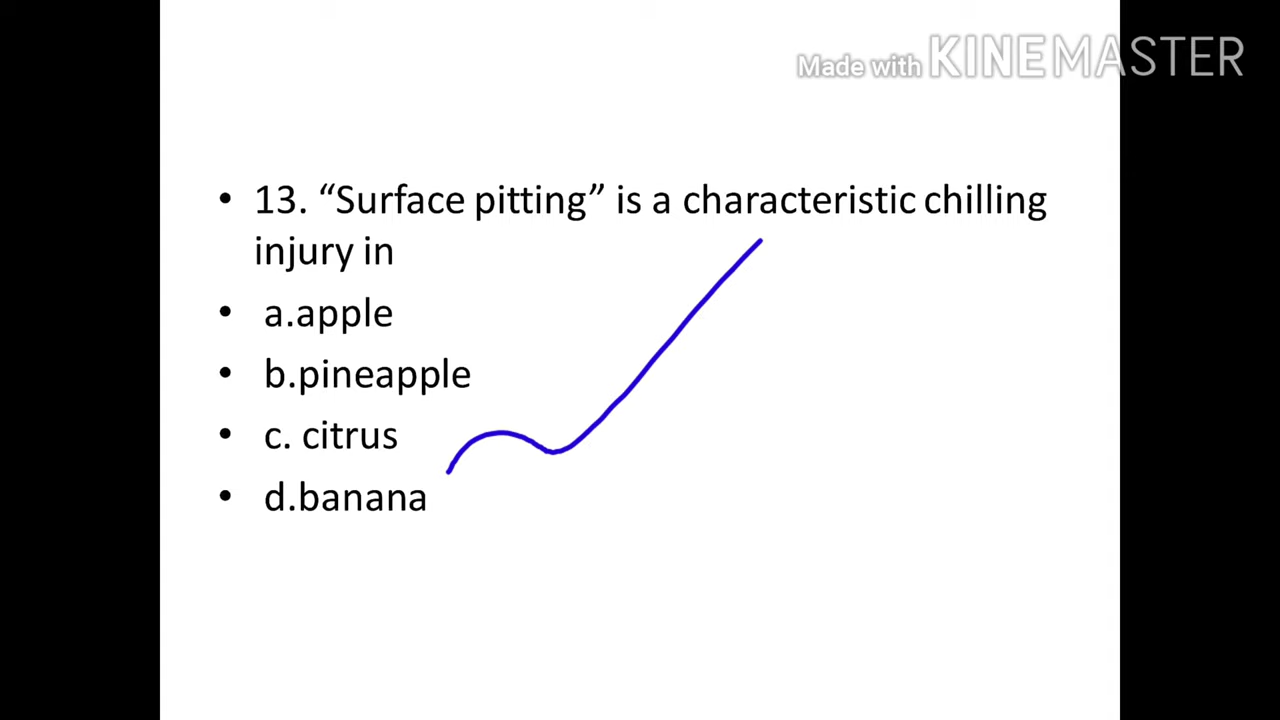 Made with KINEMASTER
• 13. “Surface pitting” is a characteristic chilling
injury in
• a.apple
• b.pineapple
• c. citrus
• d.banana